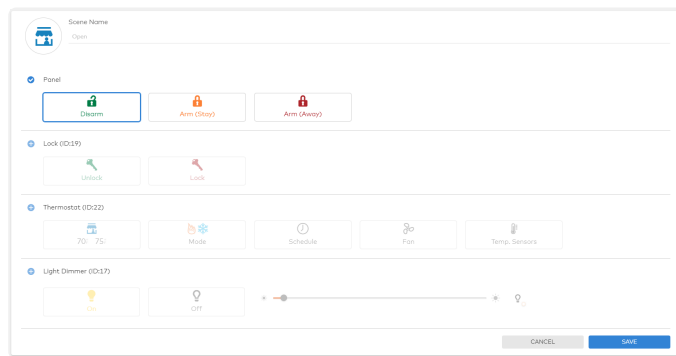 Scene Name
Open
Panel
Disarm
Arm (Stay)
Arm (Away)
Lock (ID:19)
Unlock
Lock
Thermostat (ID:22)
70° 75°
Mode
Schedule
Fan
Temp. Sensors
Light Dimmer (ID:17)
On
Off
CANCEL
SAVE